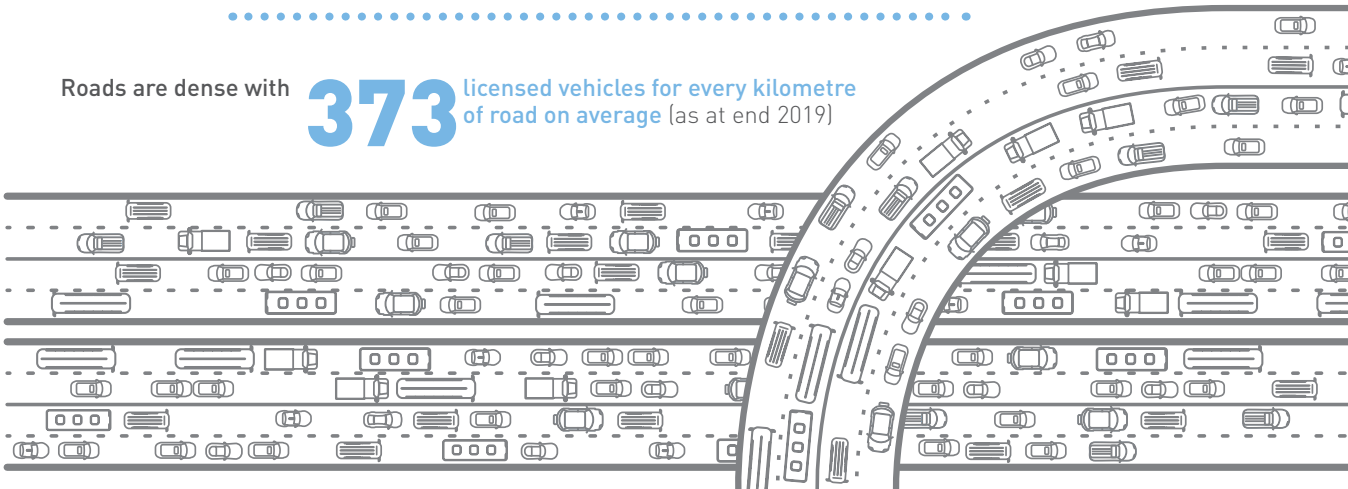 Roads are dense with 373 licensed vehicles for every kilometre
of road on average (as at end 2019)